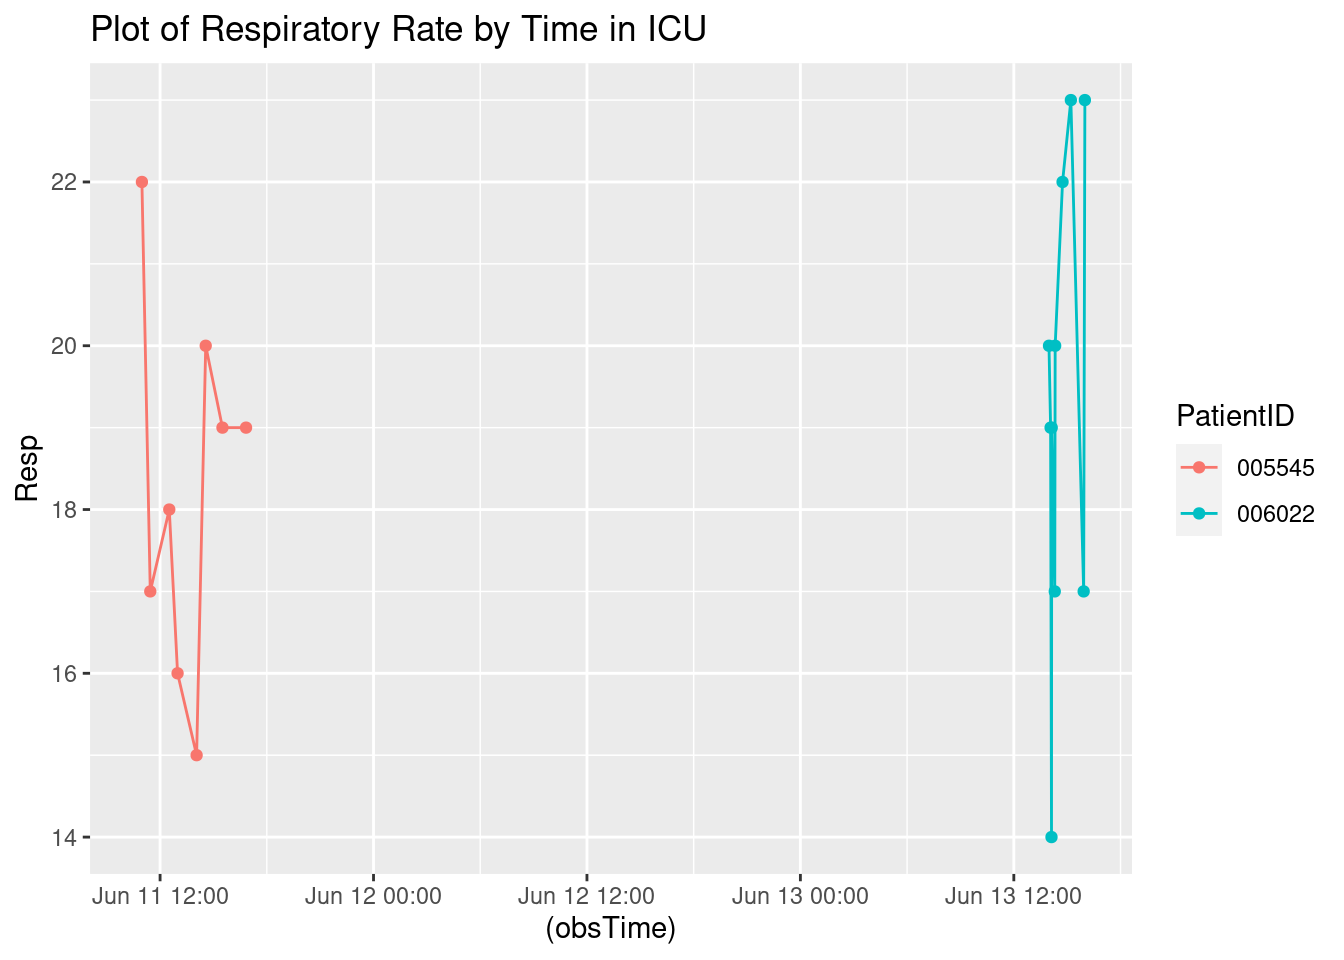 Plot of Respiratory Rate by Time in ICU
Resp
22
20
18
16
14
Jun 11 12:00 Jun 12 00:00 Jun 12 12:00 Jun 13 00:00 Jun 13 12:00
(obsTime)
PatientID
005545
006022